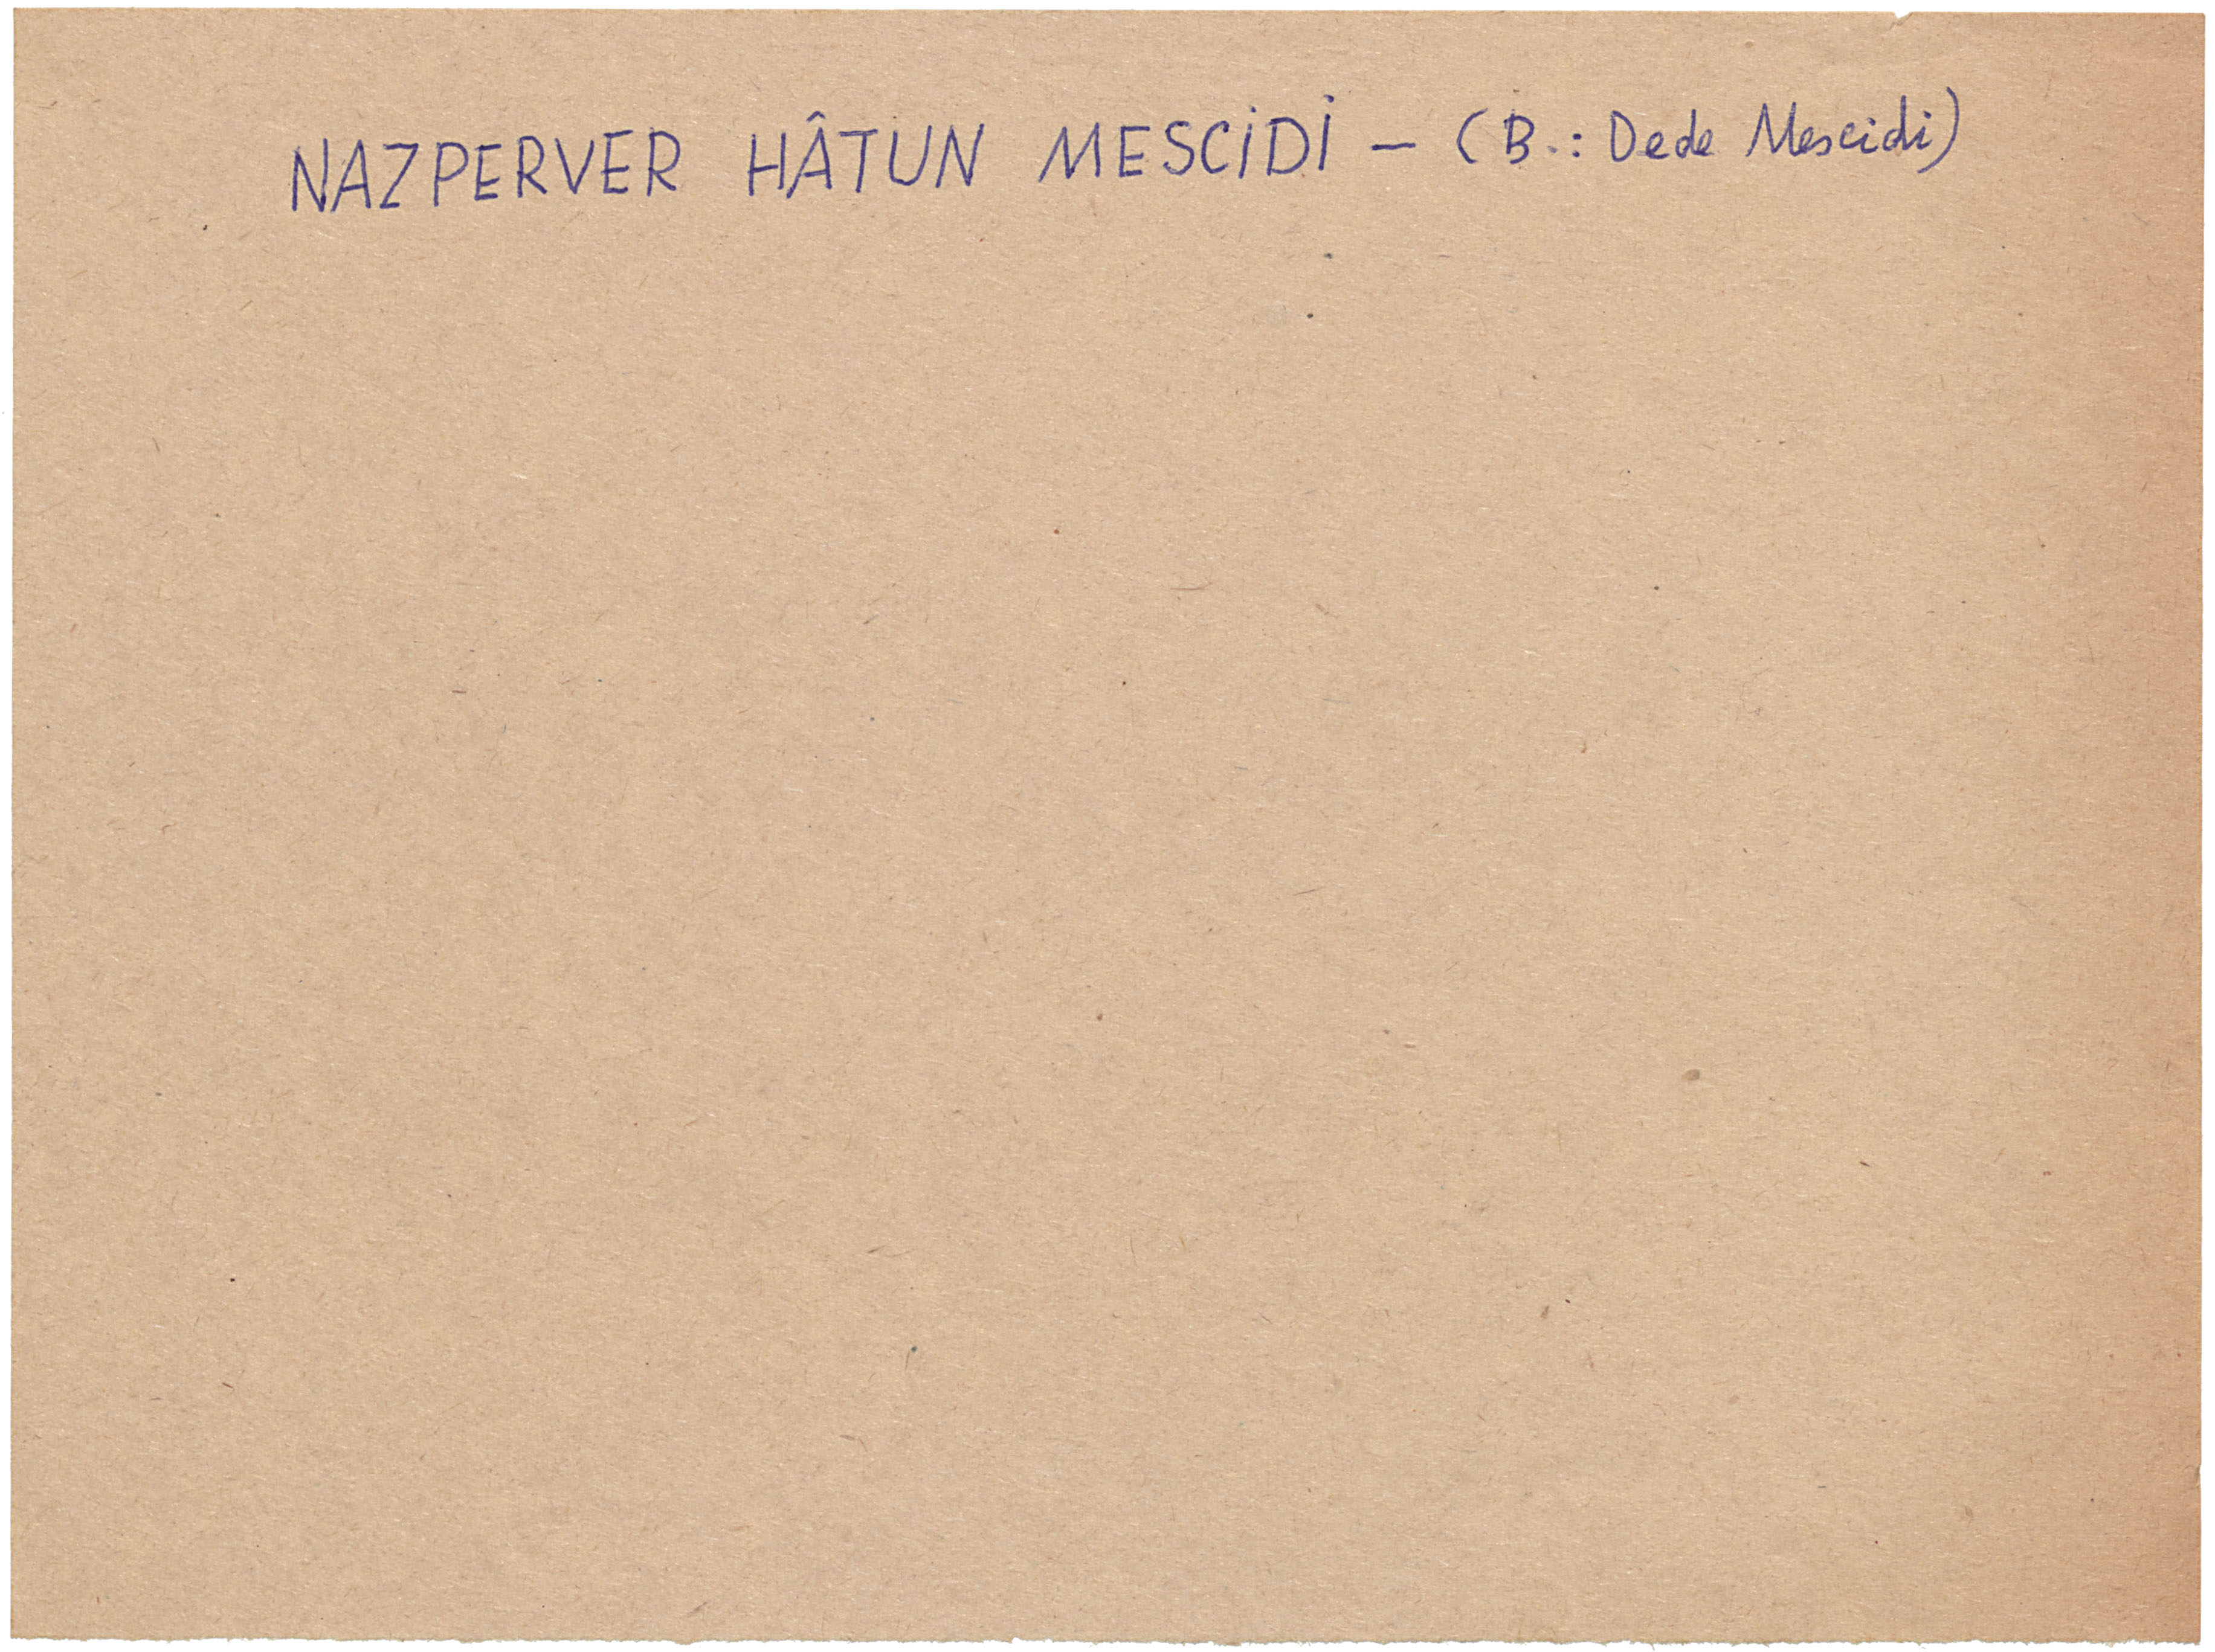 NAZPERVER HÂTUN MESCİDİ – (B.: Dede Mescidi)